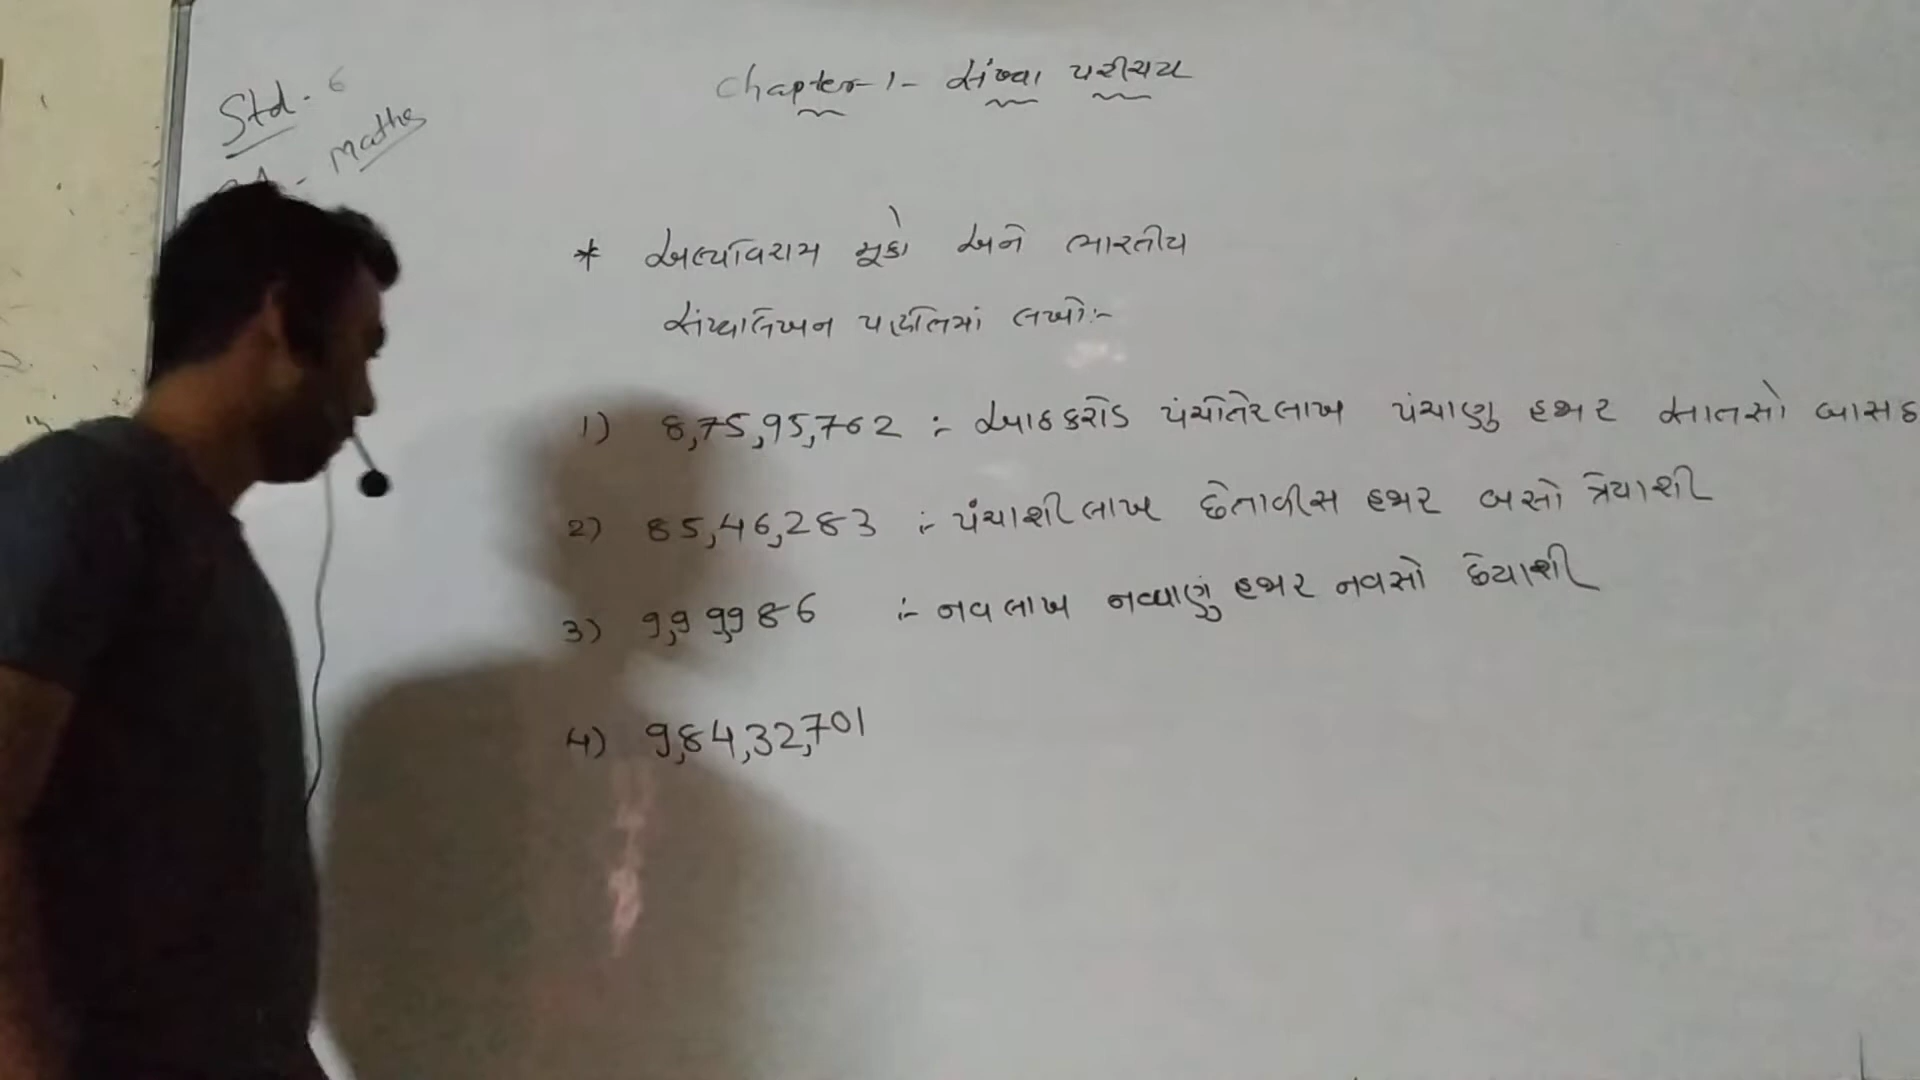 Std. 6
- Maths
Chapter-1- સંખ્યા પરીચય
* અલ્પવિરામ મૂકો અને ભારતીય
સંખ્યાલેખન પદ્ધતિમાં લખો:-
1) 8,75,95,762 :- આઠ કરોડ પંચોતેર લાખ પંચાણુ હજાર સાતસો બાસઠ
2) 85,46,283 :- પંચાશી લાખ છેતાલીસ હજાર બસો ત્રેયાશી
3) 9,99,986 :- નવ લાખ નવ્વાણું હજાર નવસો છેયાશી
4) 9,84,32,701